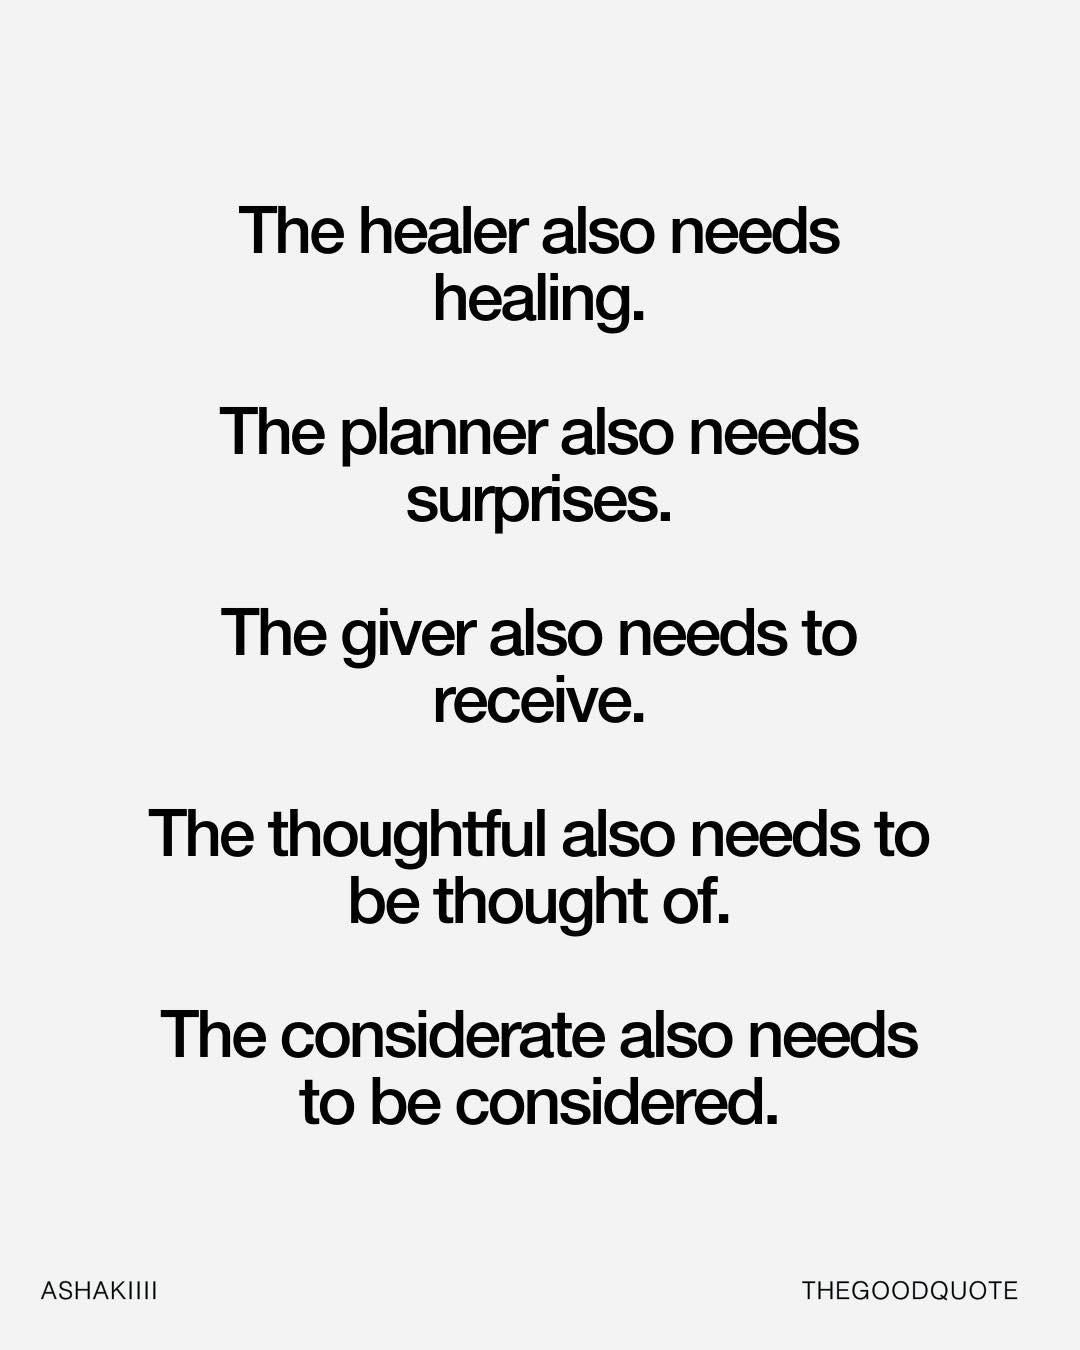 The healer also needs
healing.
The planner also needs
surprises.
The giver also needs to
receive.
The thoughtful also needs to
be thought of.
The considerate also needs
to be considered.
ASHAKIIII
THEGOODQUOTE